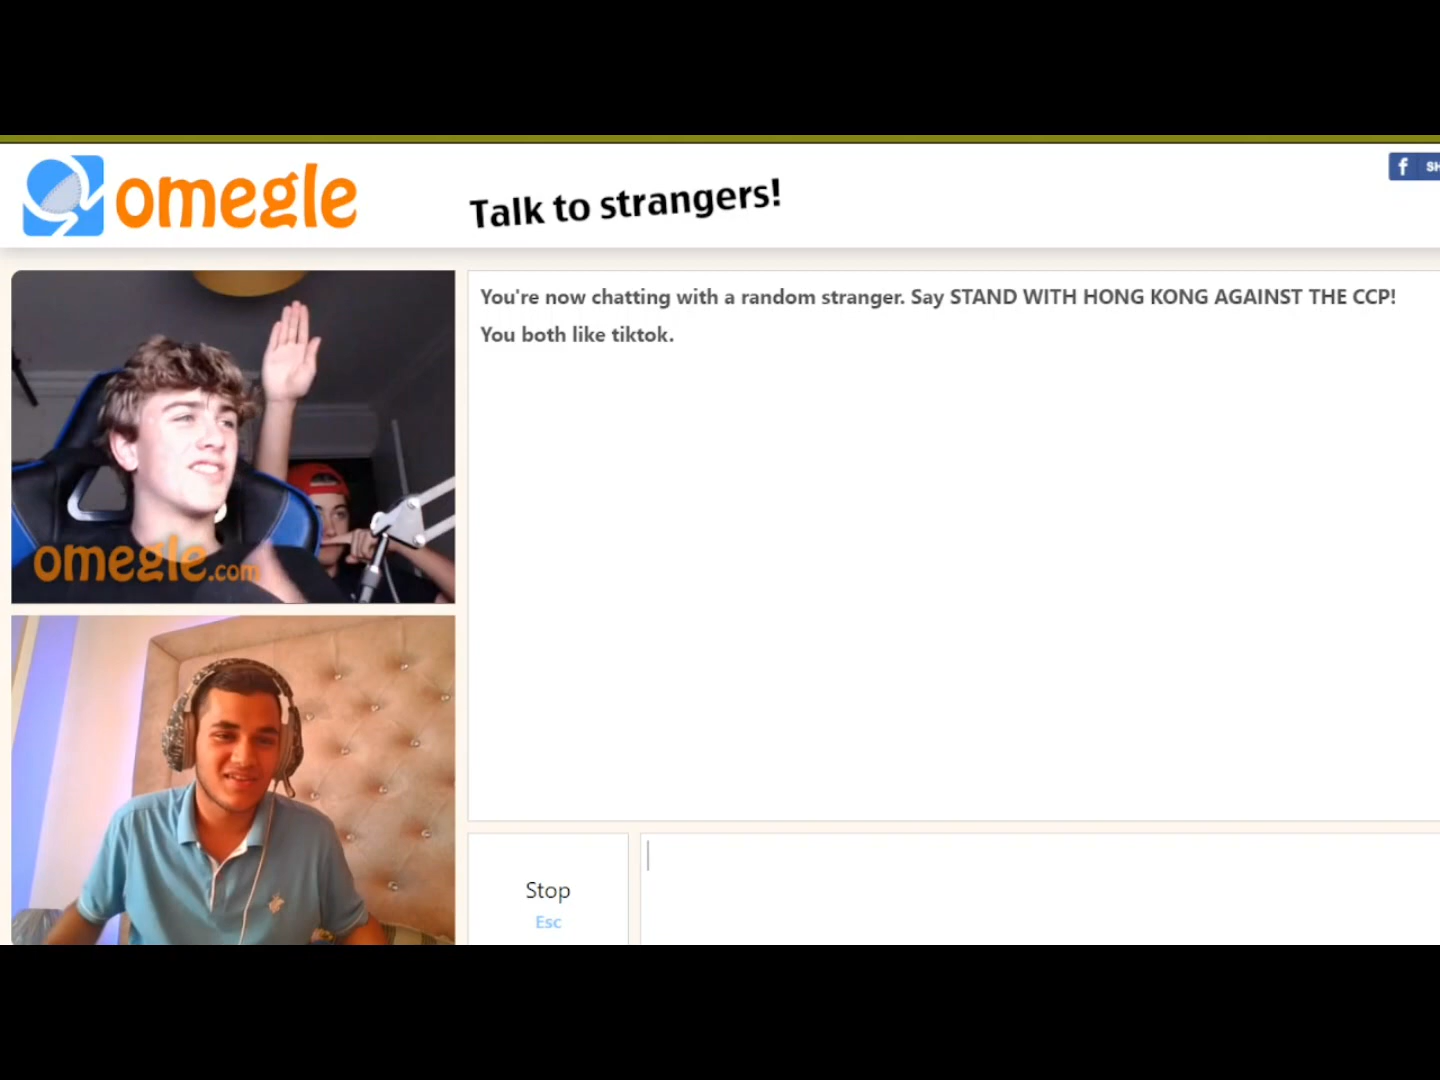 omegle
Talk to strangers!
f SH
You're now chatting with a random stranger. Say STAND WITH HONG KONG AGAINST THE CCP!
You both like tiktok.
omegle.com
Stop
Esc